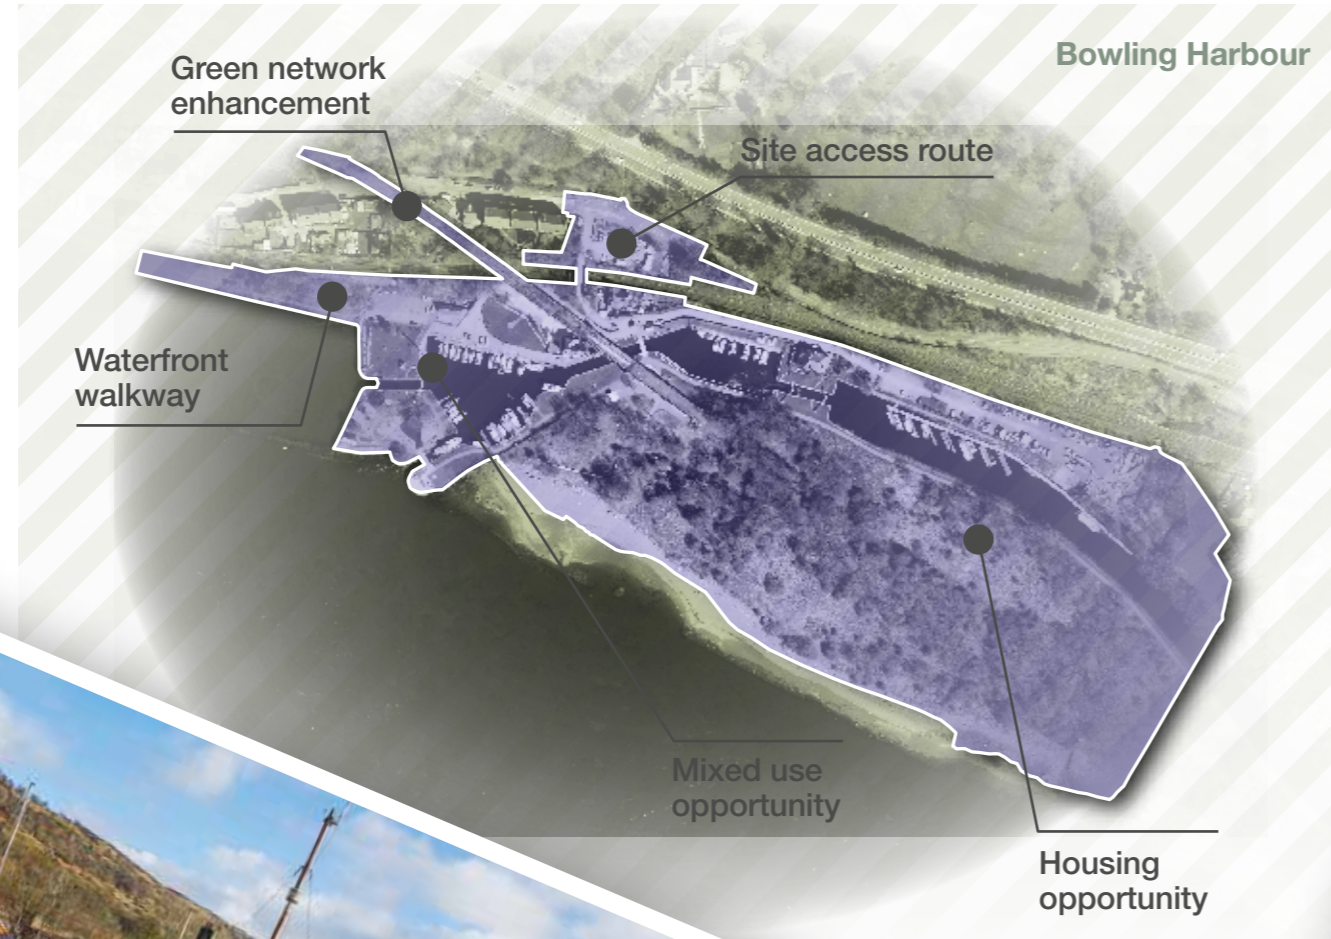 Bowling Harbour
Green network
enhancement
Site access route
Waterfront
walkway
Mixed use
opportunity
Housing
opportunity